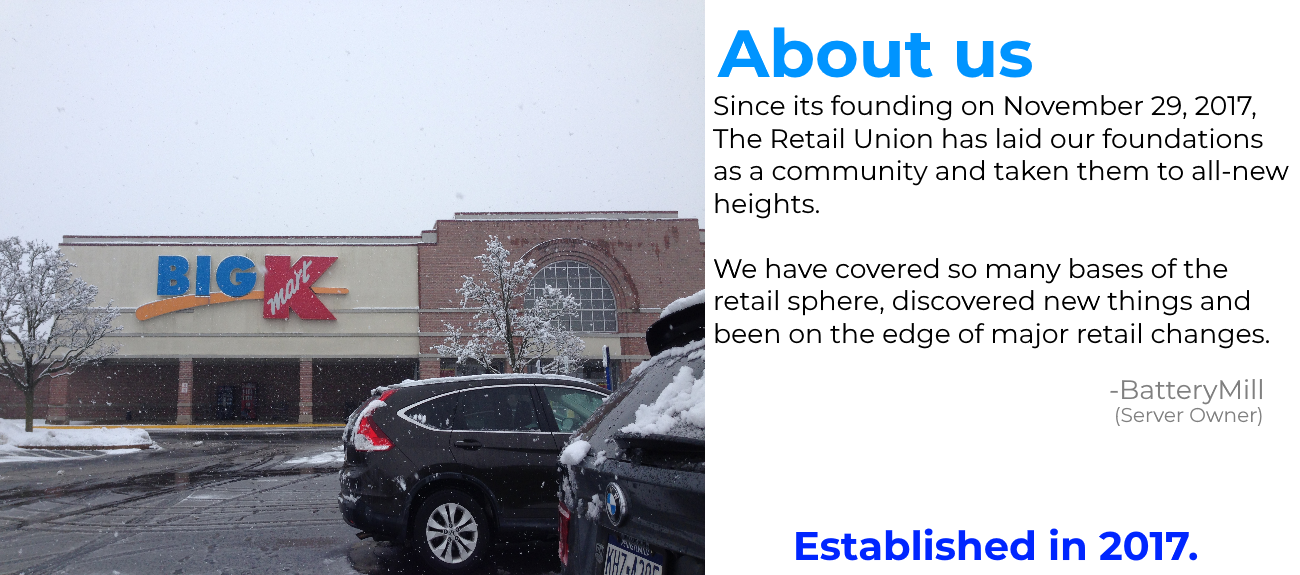 BIG K
mart
About us
Since its founding on November 29, 2017,
The Retail Union has laid our foundations
as a community and taken them to all-new
heights.
We have covered so many bases of the
retail sphere, discovered new things and
been on the edge of major retail changes.
-BatteryMill
(Server Owner)
Established in 2017.